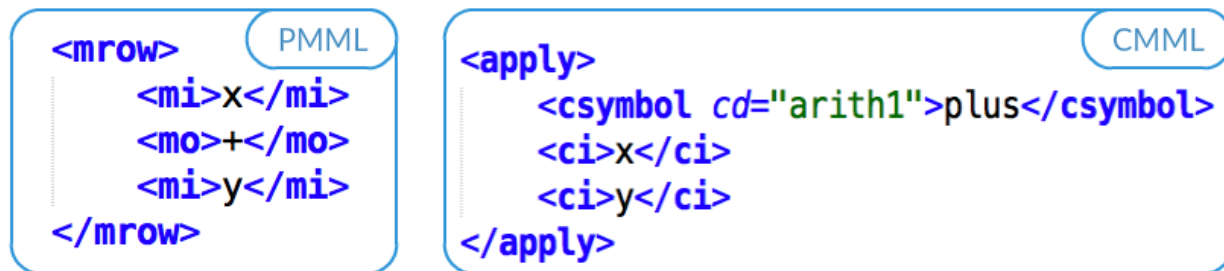 PMML
<mrow>
<mi>x</mi>
<mo>+</mo>
<mi>y</mi>
</mrow>
CMML
<apply>
<csymbol cd="arith1">plus</csymbol>
<ci>x</ci>
<ci>y</ci>
</apply>